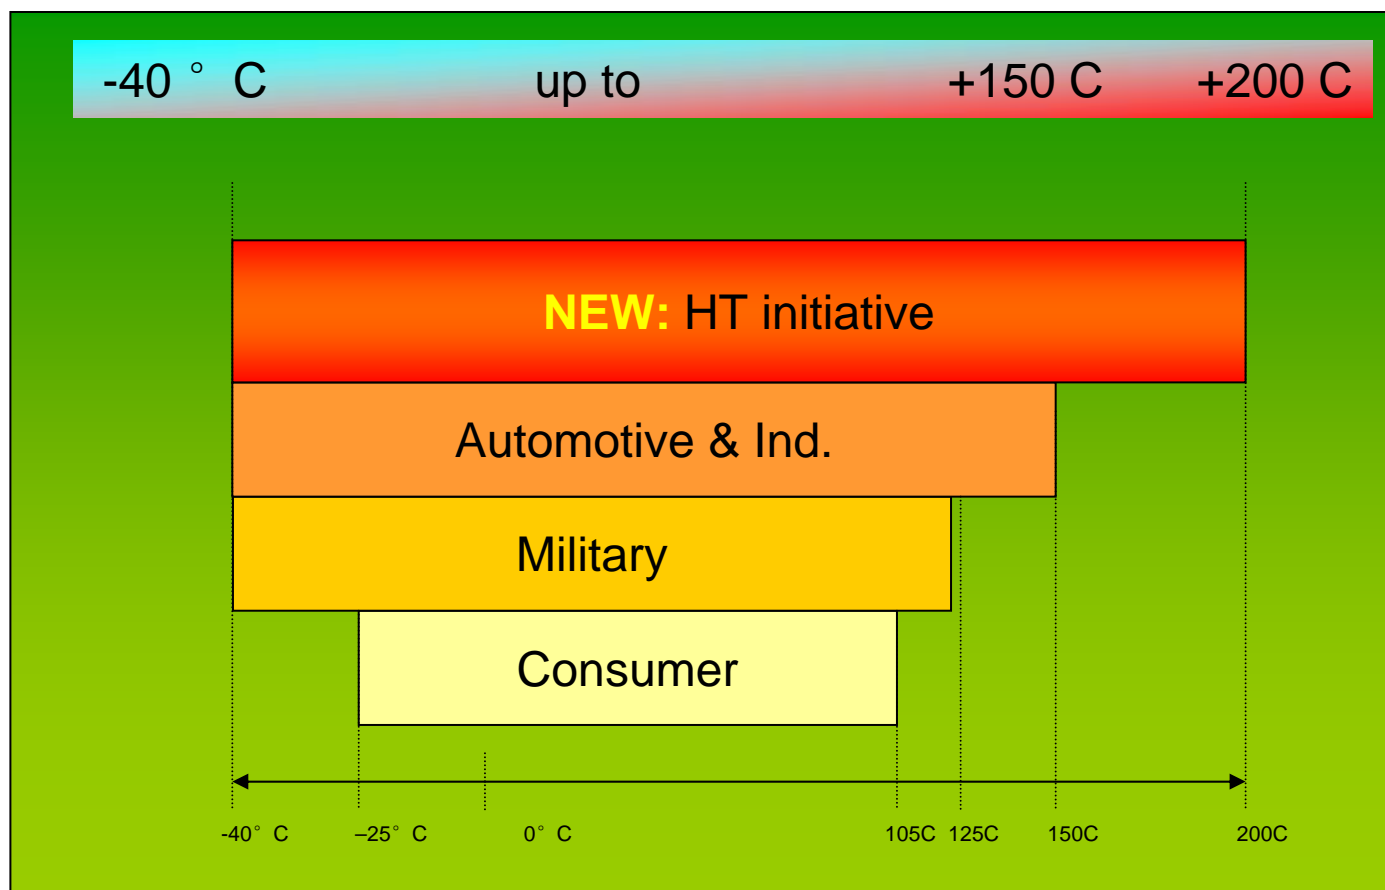 -40 ° C up to +150 C +200 C
NEW: HT initiative
Automotive & Ind.
Military
Consumer
-40° C –25° C 0° C 105C 125C 150C 200C